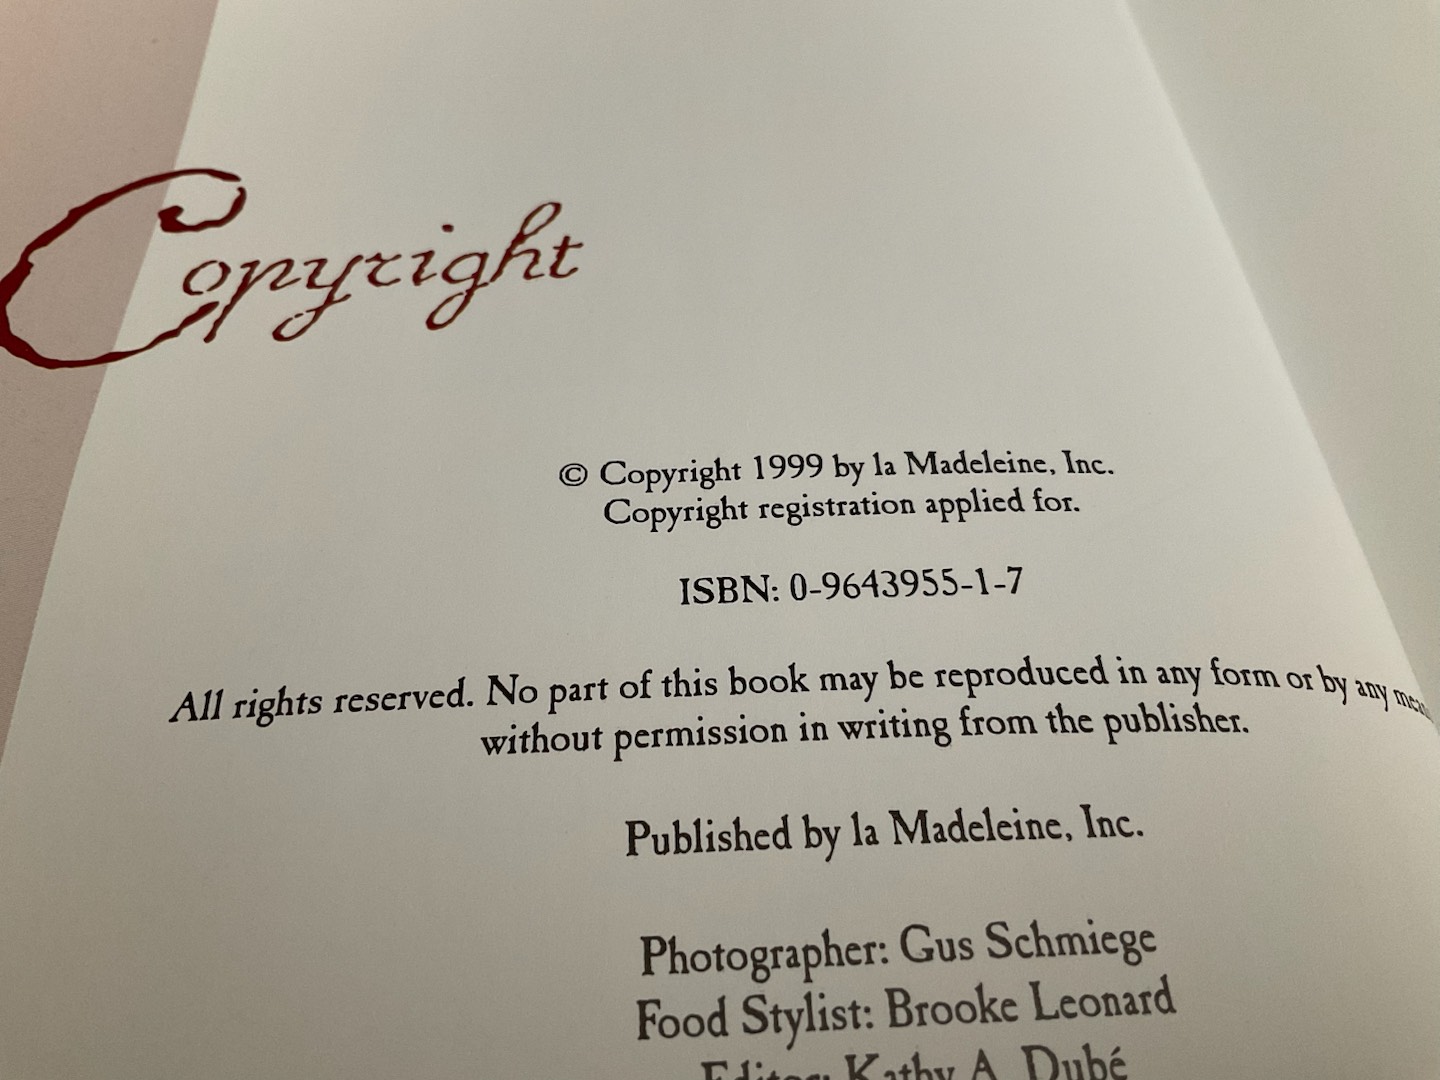 Copyright
© Copyright 1999 by la Madeleine, Inc.
Copyright registration applied for.
ISBN: 0-9643955-1-7
All rights reserved. No part of this book may be reproduced in any form or by any
without permission in writing from the publisher.
Published by la Madeleine, Inc.
Photographer: Gus Schmiege
Food Stylist: Brooke Leonard
Editor: Kathy A. Dubé